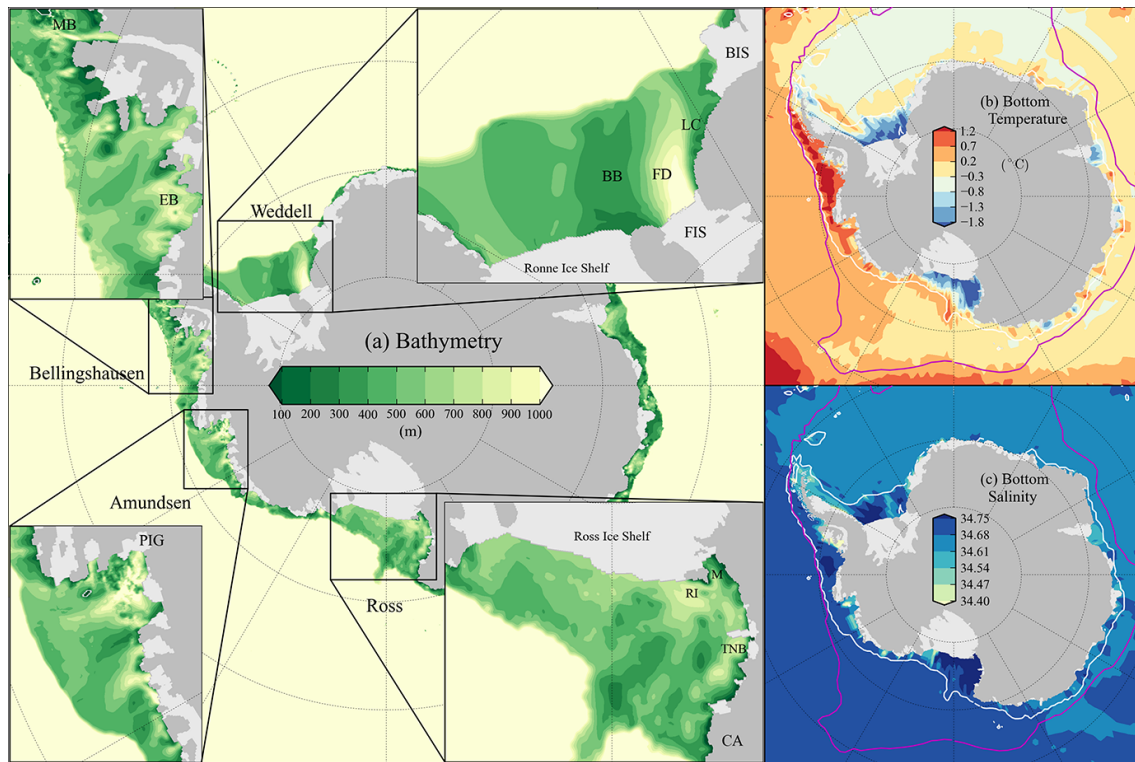 MB
EB
BIS
LC
BB
FD
FIS
Ronne Ice Shelf
Weddell
(a) Bathymetry
100 200 300 400 500 600 700 800 900 1000
(m)
Bellingshausen
Amundsen
PIG
Ross
Ross Ice Shelf
M
RI
TNB
CA
(b) Bottom
Temperature
(°C)
1.2
0.7
0.2
−0.3
−0.8
−1.3
−1.8
(c) Bottom
Salinity
34.75
34.68
34.61
34.54
34.47
34.40